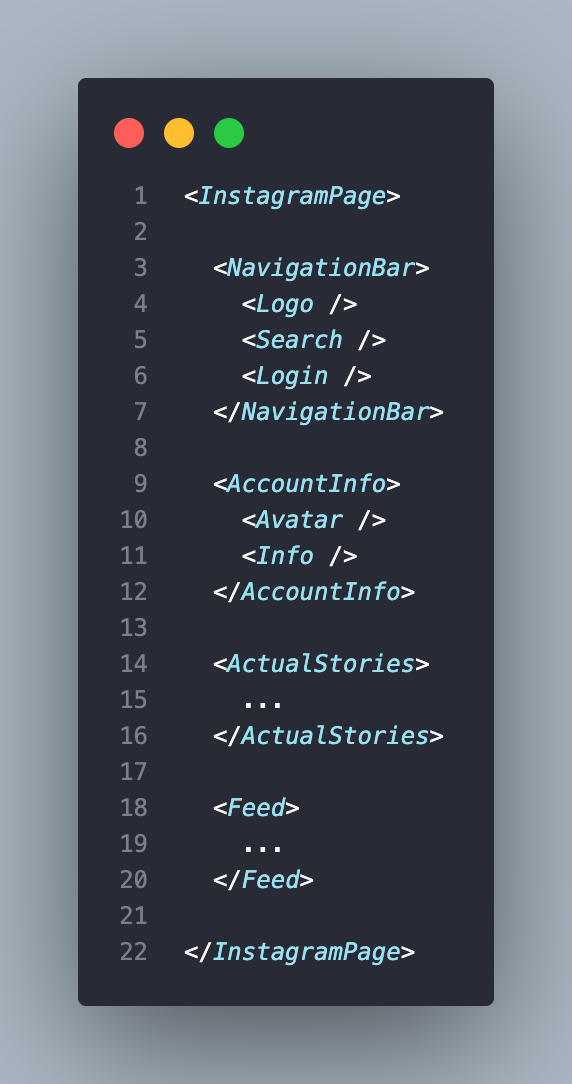 1 <InstagramPage>
2
3 <NavigationBar>
4 <Logo />
5 <Search />
6 <Login />
7 </NavigationBar>
8
9 <AccountInfo>
10 <Avatar />
11 <Info />
12 </AccountInfo>
13
14 <ActualStories>
15 ...
16 </ActualStories>
17
18 <Feed>
19 ...
20 </Feed>
21
22 </InstagramPage>